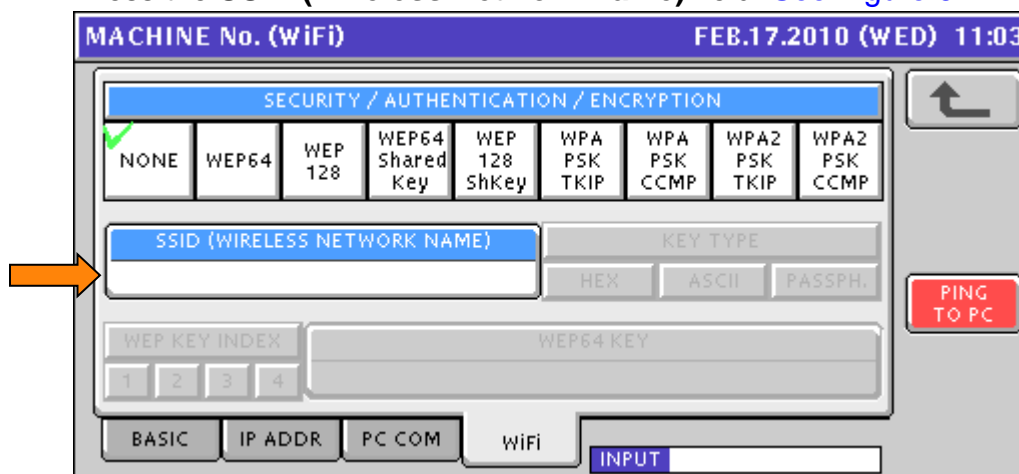 MACHINE No. (WiFi) FEB.17.2010 (WED) 11:03
SECURITY / AUTHENTICATION / ENCRYPTION
NONE
WEP64
WEP
128
WEP64
Shared
Key
WEP
128
ShKey
WPA
PSK
TKIP
WPA
PSK
CCMP
WPA2
PSK
TKIP
WPA2
PSK
CCMP
SSID (WIRELESS NETWORK NAME)
KEY TYPE
HEX ASCII PASSPH.
PING
TO PC
WEP KEY INDEX
1 2 3 4
WEP64 KEY
BASIC IP ADDR PC COM WiFi
INPUT